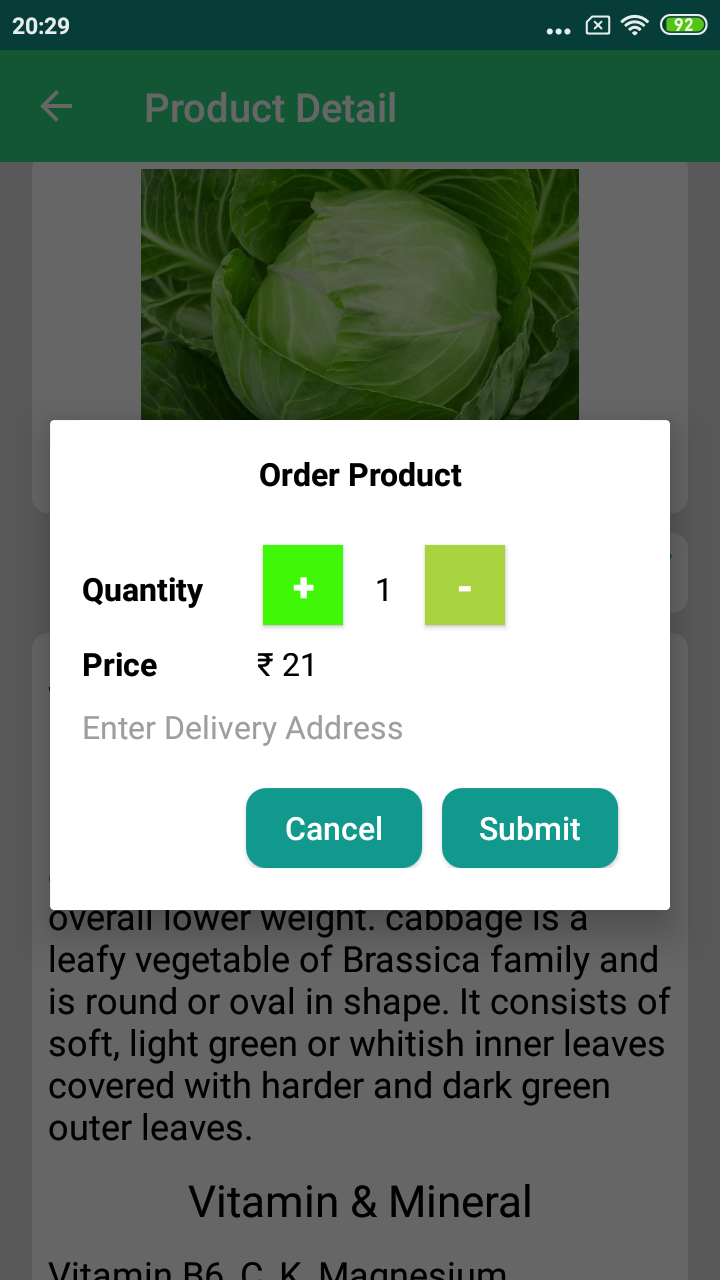 20:29
92
Product Detail
Order Product
Quantity + 1 -
Price ₹ 21
Enter Delivery Address
Cancel Submit
overall lower weight. cabbage is a
leafy vegetable of Brassica family and
is round or oval in shape. It consists of
soft, light green or whitish inner leaves
covered with harder and dark green
outer leaves.
Vitamin & Mineral
Vitamin B6, C, K, Magnesium,